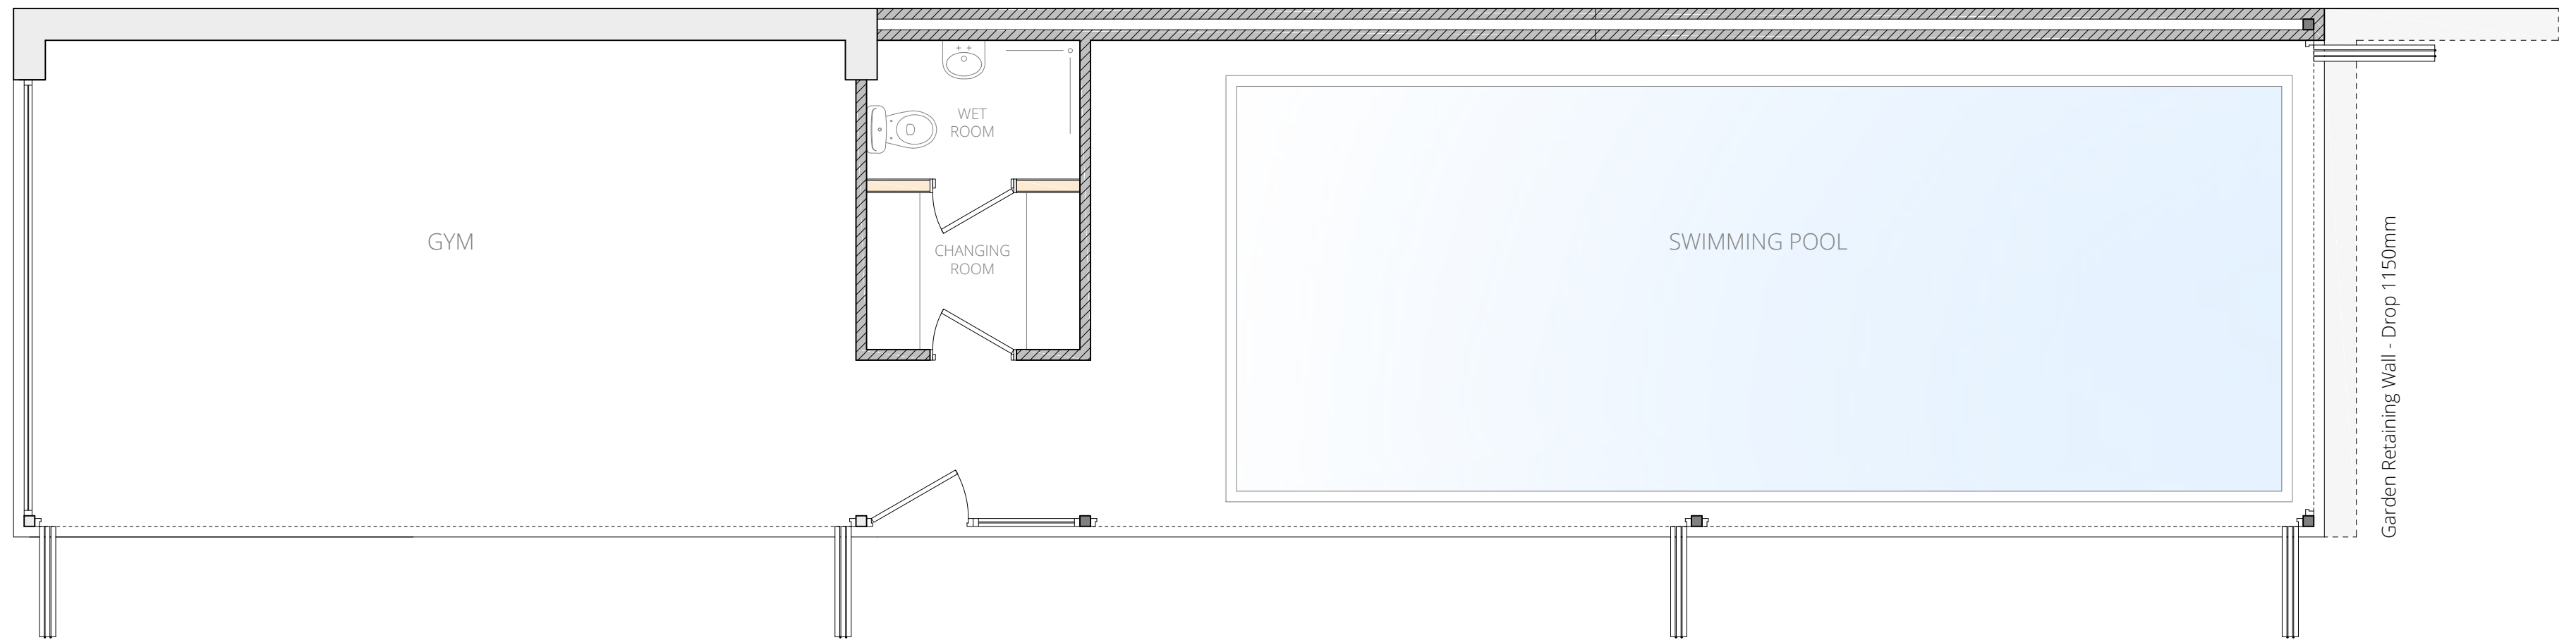 WET
ROOM
GYM
CHANGING
ROOM
SWIMMING POOL
Garden Retaining Wall - Drop 1150mm